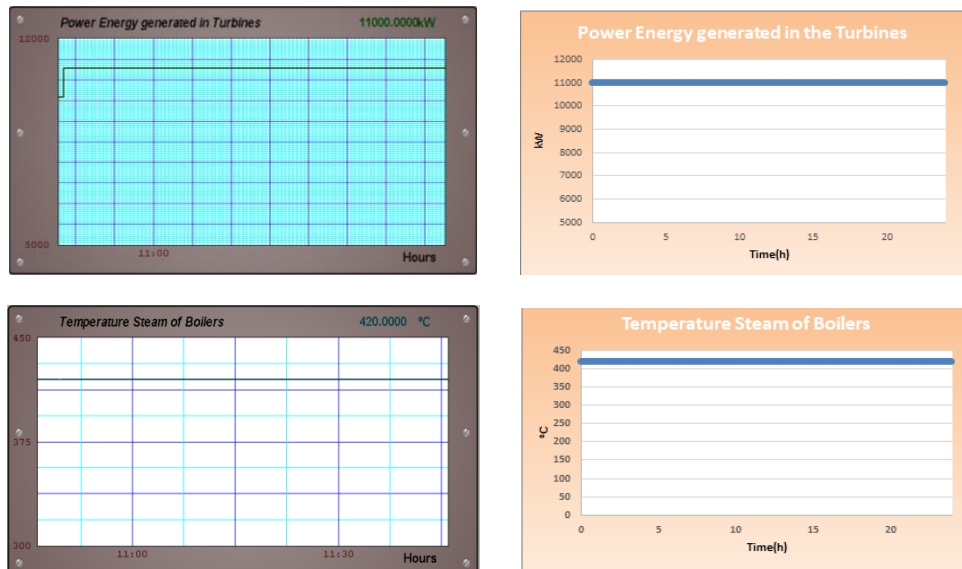 Power Energy generated in Turbines 11000.0000kW
12000
5000
11:00
Hours
Power Energy generated in the Turbines
12000
11000
10000
9000
8000
7000
6000
5000
kW
0 5 10 15 20
Time(h)
Temperature Steam of Boilers 420.0000 ºC
450
375
300
11:00 11:30
Hours
Temperature Steam of Boilers
450
400
350
300
250
200
150
100
50
0
ºC
0 5 10 15 20
Time(h)